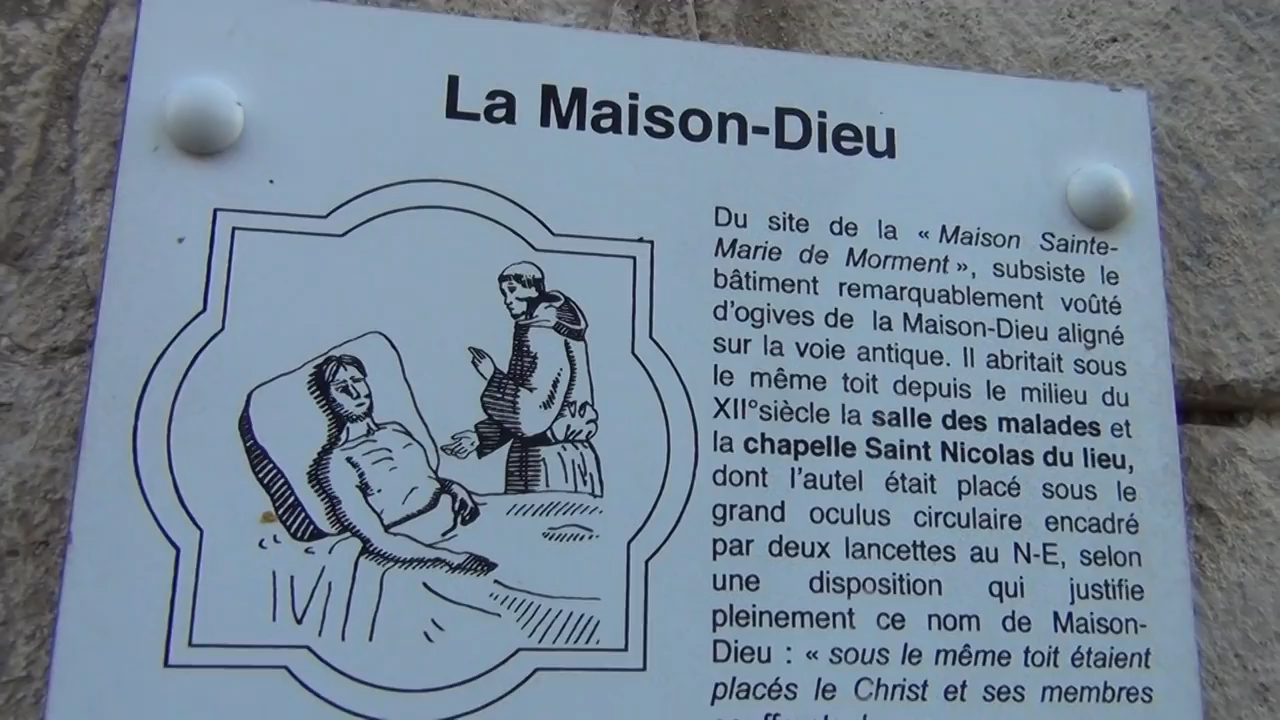 La Maison-Dieu
Du site de la « Maison Sainte-
Marie de Morment », subsiste le
bâtiment remarquablement voûté
d'ogives de la Maison-Dieu aligné
sur la voie antique. Il abritait sous
le même toit depuis le milieu du
XII°siècle la salle des malades et
la chapelle Saint Nicolas du lieu,
dont l'autel était placé sous le
grand oculus circulaire encadré
par deux lancettes au N-E, selon
une disposition qui justifie
pleinement ce nom de Maison-
Dieu : « sous le même toit étaient
placés le Christ et ses membres